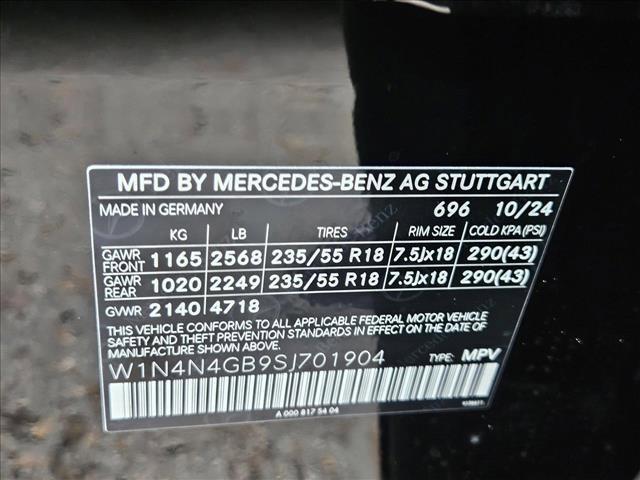 MFD BY MERCEDES-BENZ AG STUTTGART
MADE IN GERMANY 696 10/24
KG LB TIRES RIM SIZE COLD KPA (PSI)
GAWR FRONT 1165 2568 235/55 R18 7.5Jx18 290(43)
GAWR REAR 1020 2249 235/55 R18 7.5Jx18 290(43)
GVWR 2140 4718
THIS VEHICLE CONFORMS TO ALL APPLICABLE FEDERAL MOTOR VEHICLE
SAFETY, BUMPER, AND THEFT PREVENTION STANDARDS IN EFFECT ON THE
DATE OF MANUFACTURE SHOWN ABOVE.
W1N4N4GB9SJ701904 TYPE: MPV
A 000 817 54 04